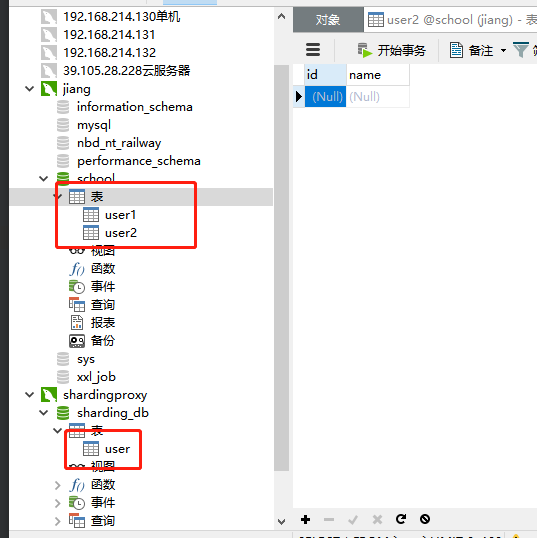 192.168.214.130单机
192.168.214.131
192.168.214.132
39.105.28.228云服务器
jiang
information_schema
mysql
nbd_nt_railway
performance_schema
school
表
user1
user2
视图
函数
事件
查询
报表
备份
sys
xxl_job
shardingproxy
sharding_db
表
user
视图
函数
事件
查询
对象
user2 @school (jiang) - 表
开始事务
备注
id name
(Null) (Null)